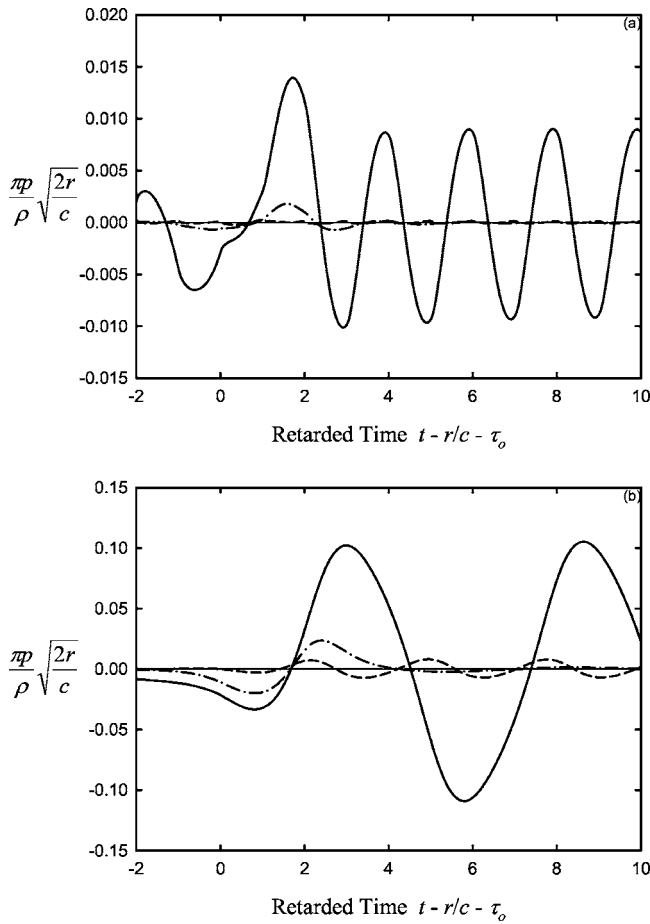 (a)
0.020
0.015
0.010
0.005
0.000
-0.005
-0.010
-0.015
πp/ρ √(2r/c)
-2 0 2 4 6 8 10
Retarded Time t - r/c - τo
(b)
0.15
0.10
0.05
0.00
-0.05
-0.10
-0.15
πp/ρ √(2r/c)
-2 0 2 4 6 8 10
Retarded Time t - r/c - τo